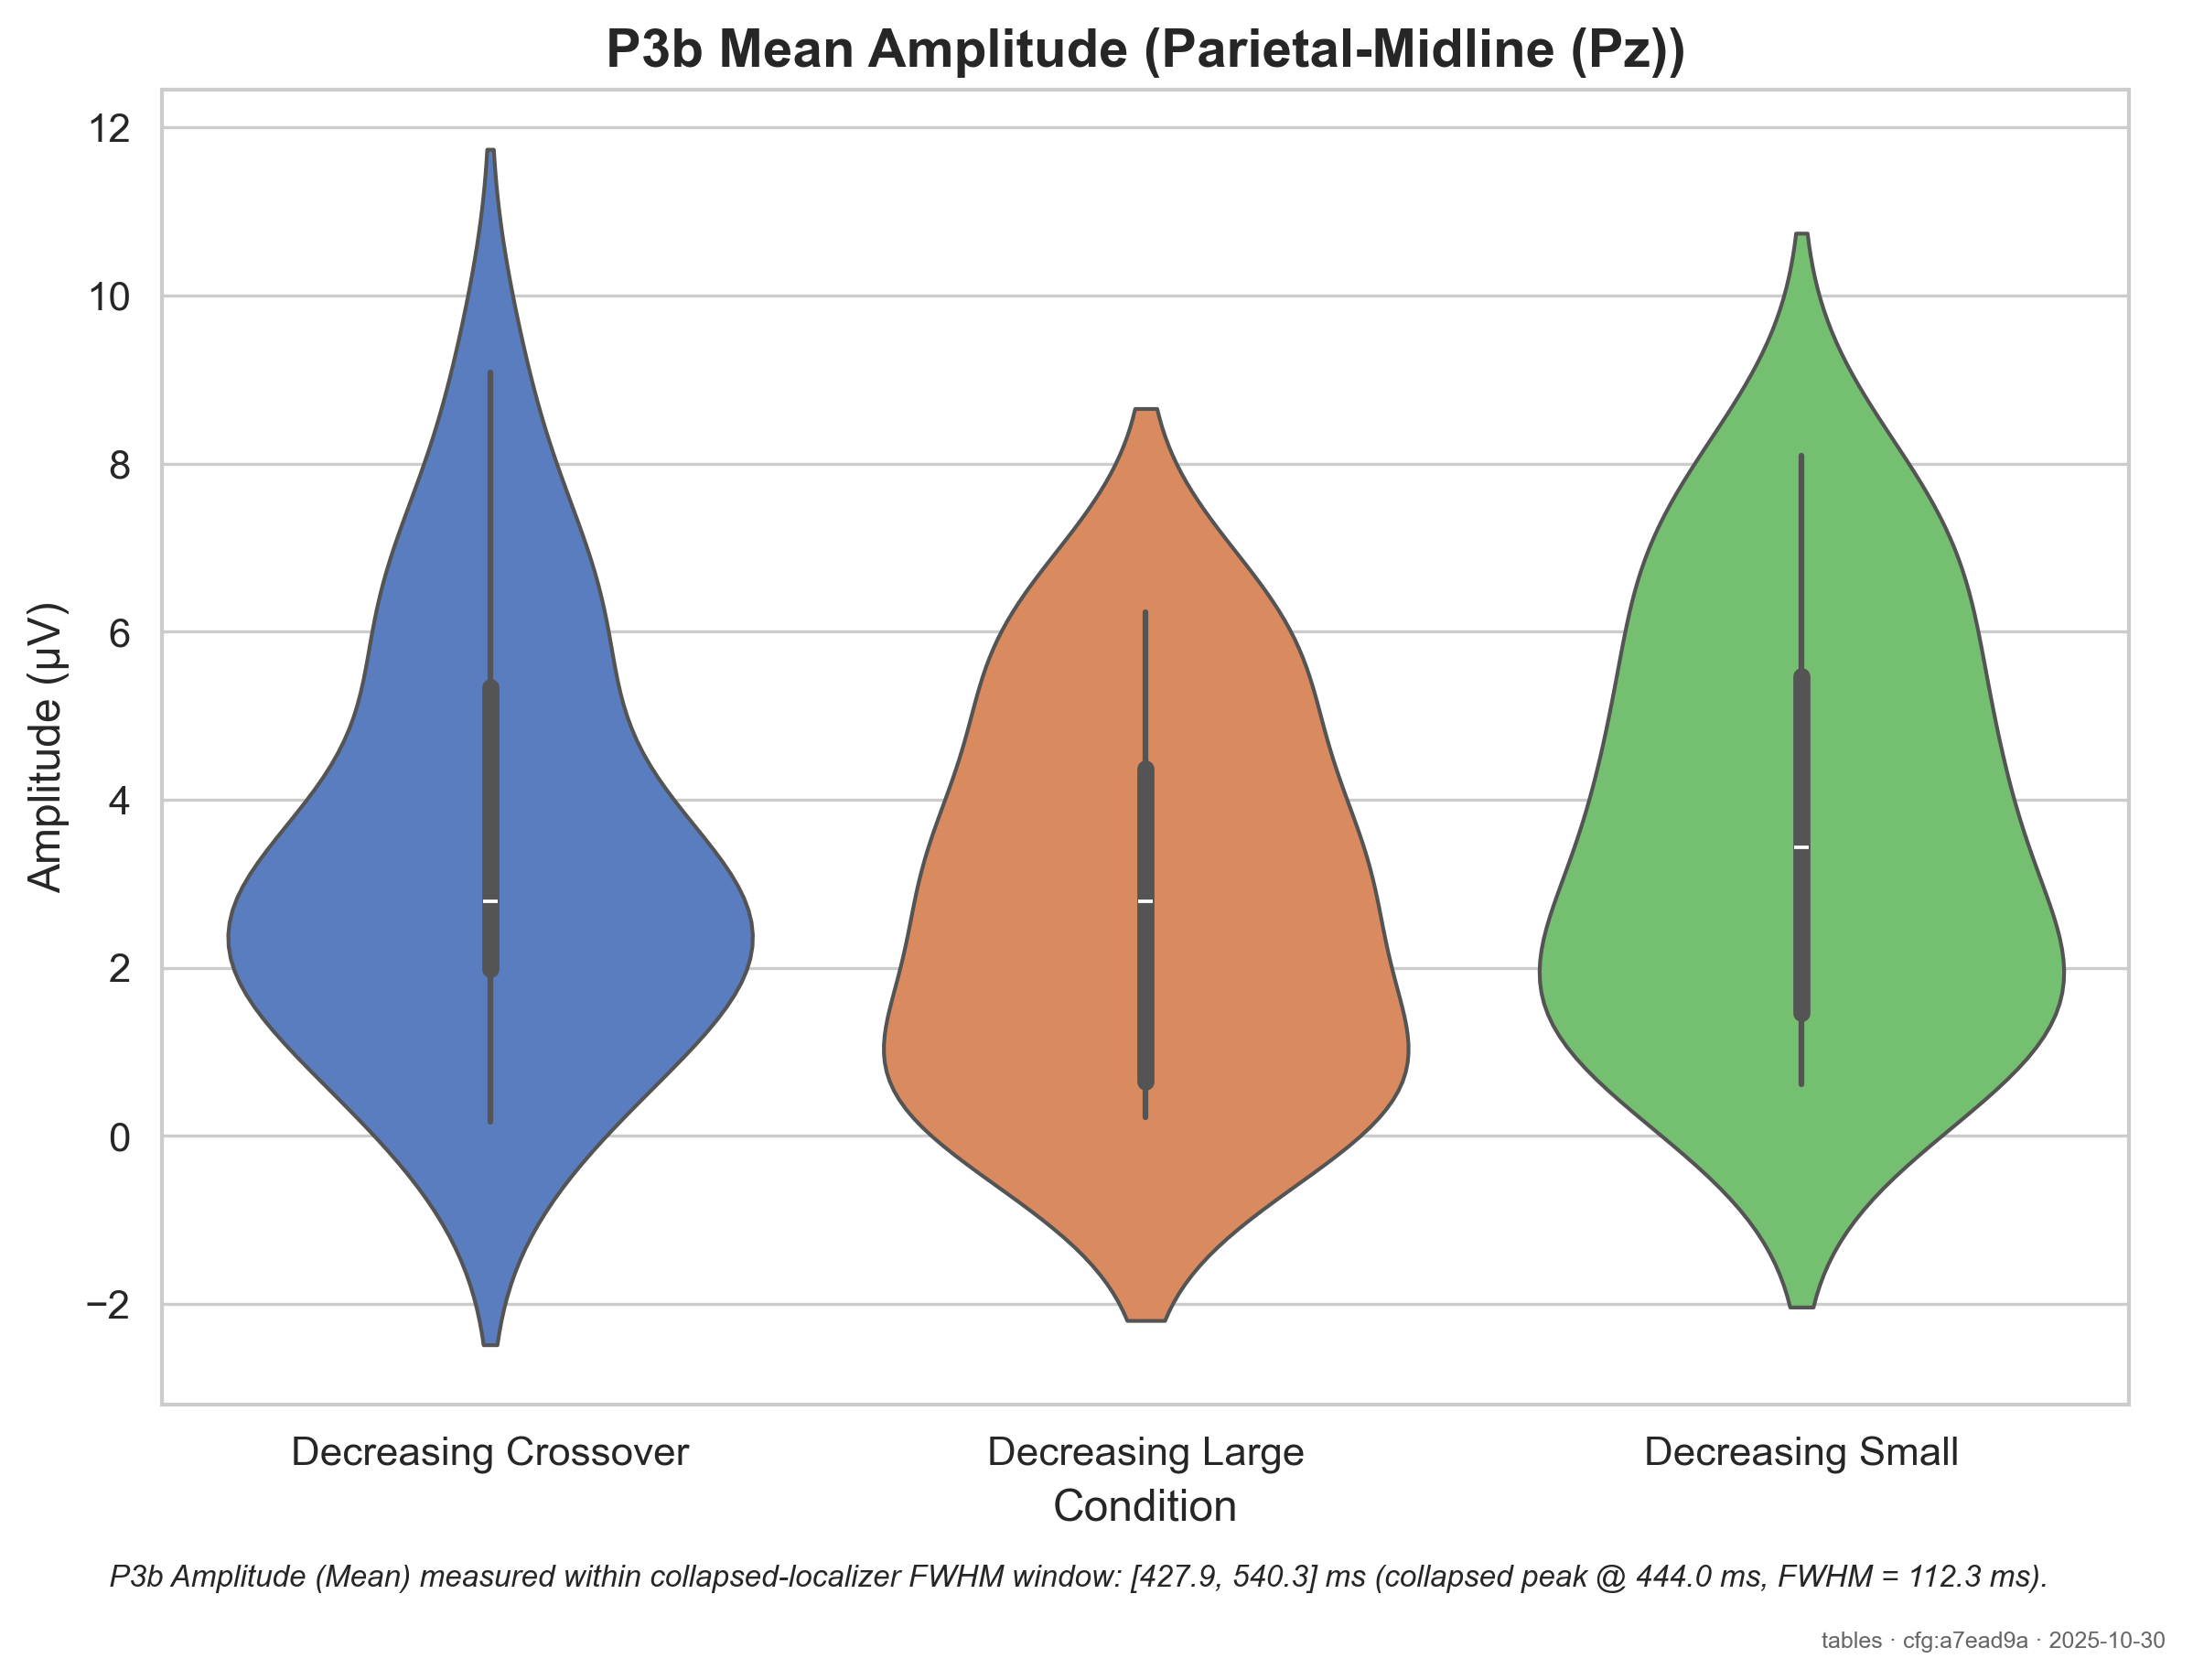 P3b Mean Amplitude (Parietal-Midline (Pz))
Amplitude (µV)
12
10
8
6
4
2
0
−2
Decreasing Crossover
Decreasing Large
Decreasing Small
Condition
P3b Amplitude (Mean) measured within collapsed-localizer FWHM window: [427.9, 540.3] ms (collapsed peak @ 444.0 ms, FWHM = 112.3 ms).
tables · cfg:a7ead9a · 2025-10-30